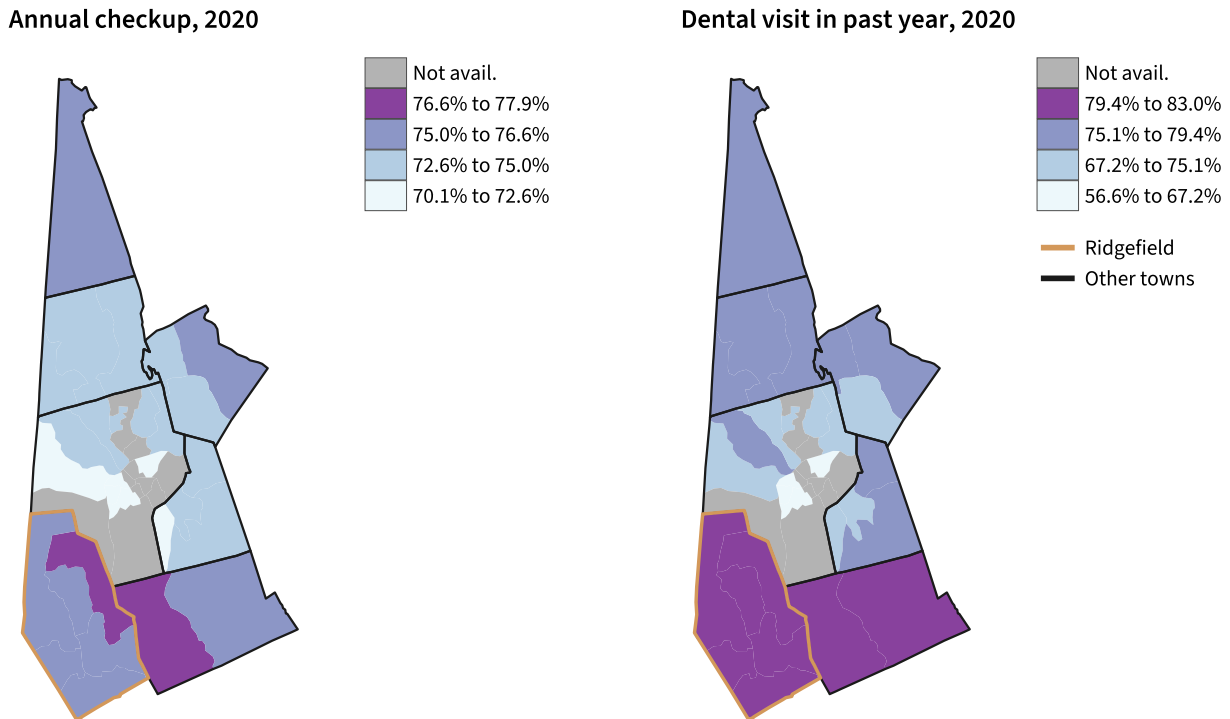 Annual checkup, 2020
Not avail.
76.6% to 77.9%
75.0% to 76.6%
72.6% to 75.0%
70.1% to 72.6%
Dental visit in past year, 2020
Not avail.
79.4% to 83.0%
75.1% to 79.4%
67.2% to 75.1%
56.6% to 67.2%
Ridgefield
Other towns